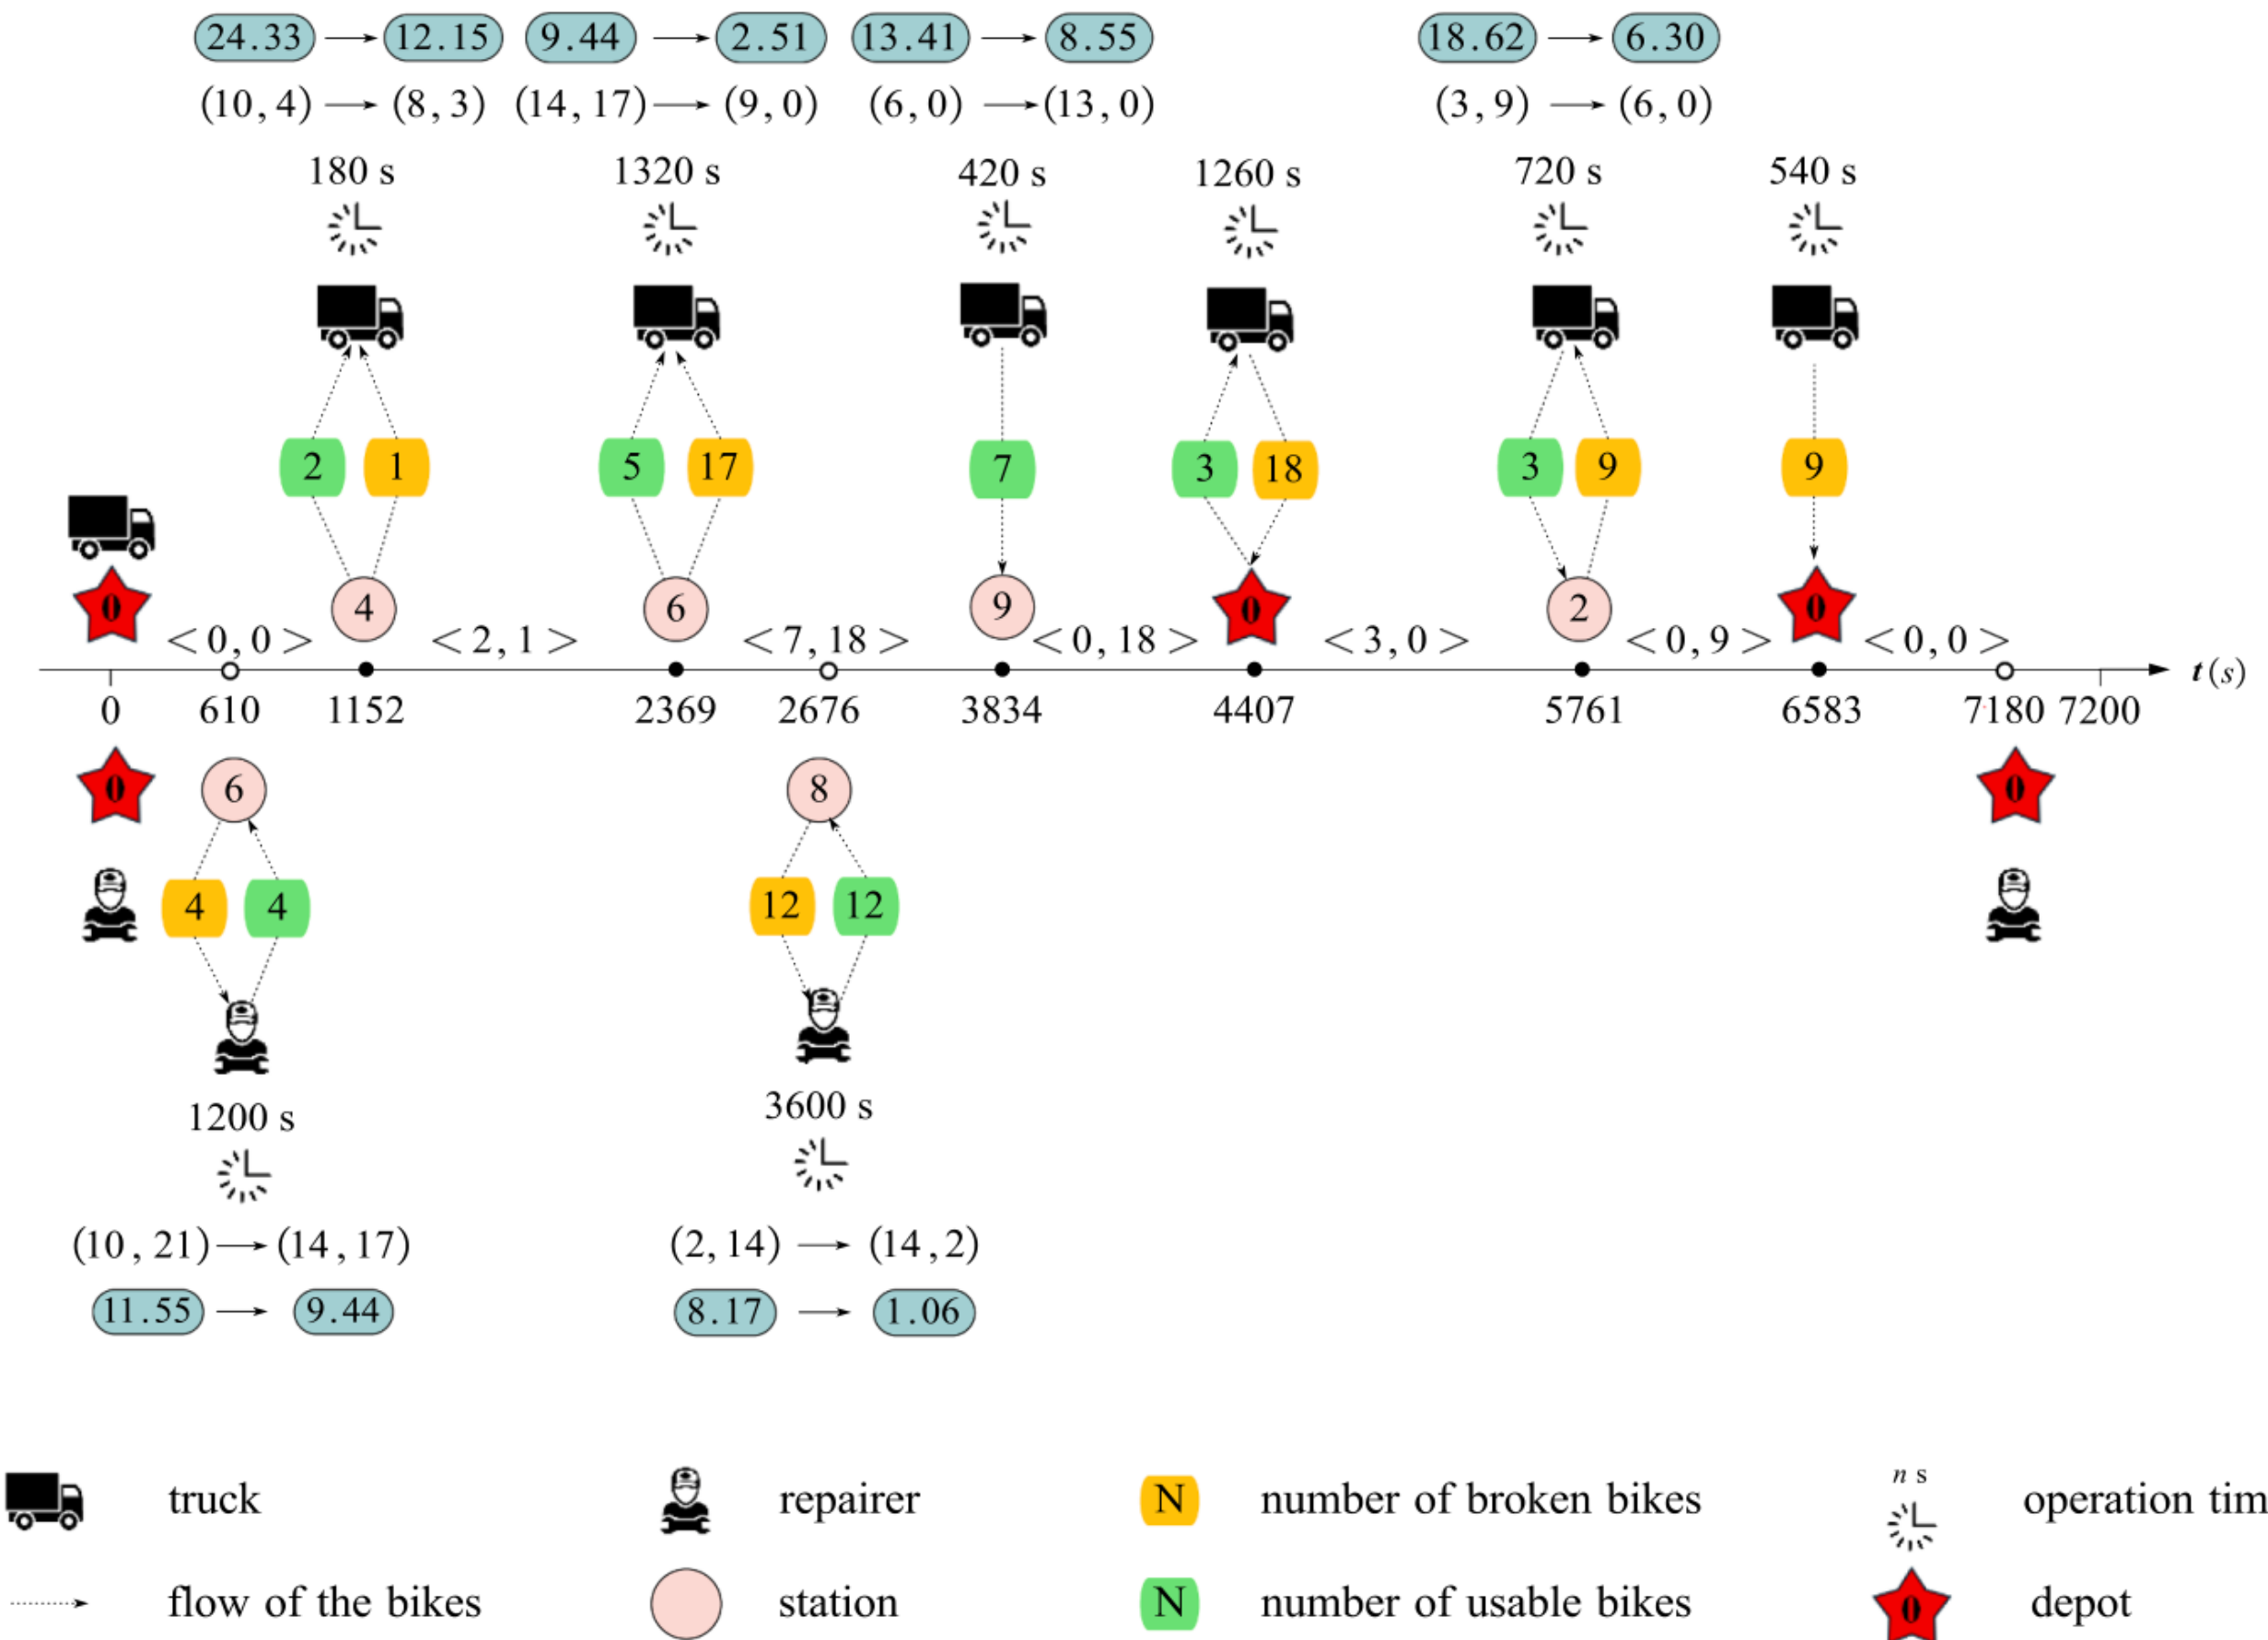 24.33 12.15 9.44 2.51 13.41 8.55 18.62 6.30
(10, 4) (8, 3) (14, 17) (9, 0) (6, 0) (13, 0) (3, 9) (6, 0)
180 s 1320 s 420 s 1260 s 720 s 540 s
2 1 5 17 7 3 18 3 9 9
0 4 6 9 0 2 0
< 0, 0 > < 2, 1 > < 7, 18 > < 0, 18 > < 3, 0 > < 0, 9 > < 0, 0 >
t(s)
0 610 1152 2369 2676 3834 4407 5761 6583 7180 7200
0 6 8 0
4 4 12 12
1200 s 3600 s
(10, 21) (14, 17) (2, 14) (14, 2)
11.55 9.44 8.17 1.06
n s
truck repairer N number of broken bikes operation tim
flow of the bikes station N number of usable bikes 0 depot